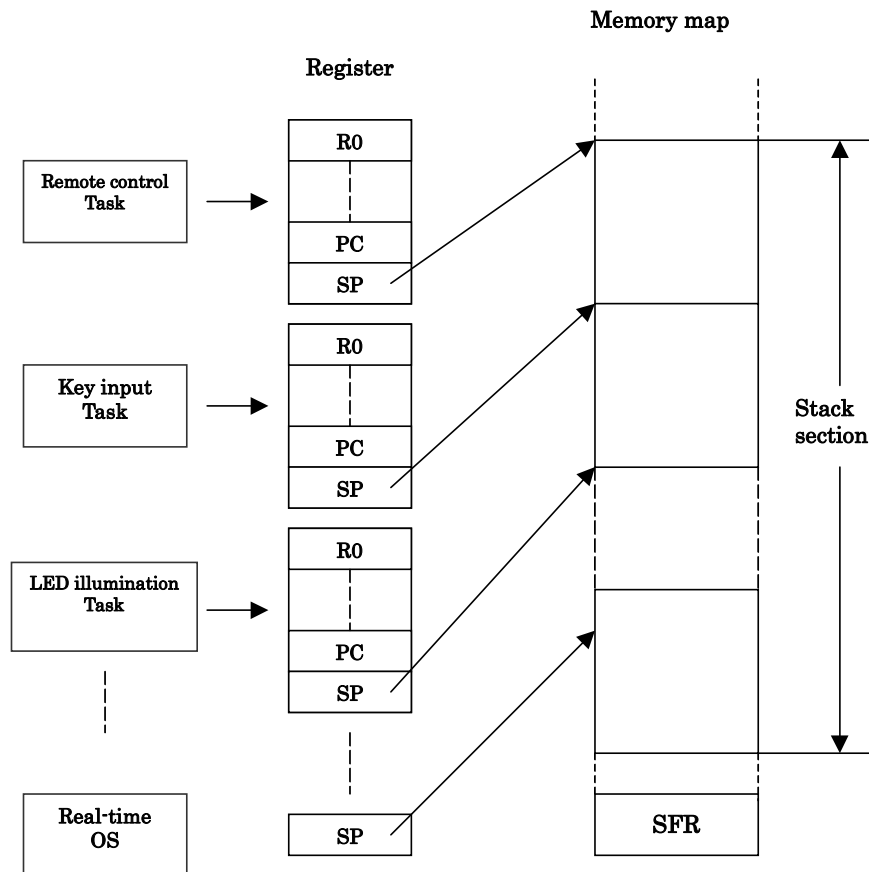 Memory map
Register
Remote control
Task
R0
PC
SP
Key input
Task
R0
PC
SP
Stack
section
LED illumination
Task
R0
PC
SP
Real-time
OS
SP
SFR